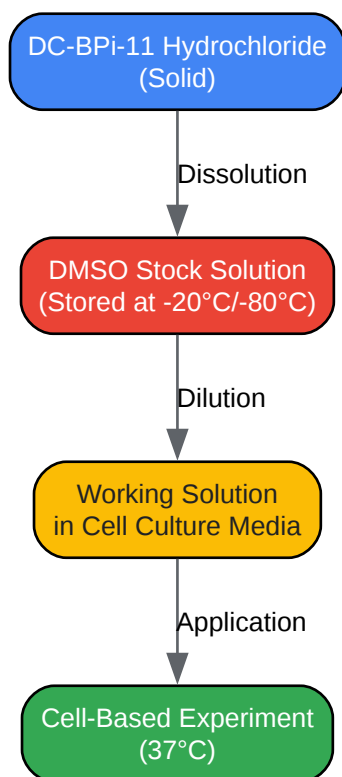 DC-BPi-11 Hydrochloride
(Solid)
Dissolution
DMSO Stock Solution
(Stored at -20°C/-80°C)
Dilution
Working Solution
in Cell Culture Media
Application
Cell-Based Experiment
(37°C)